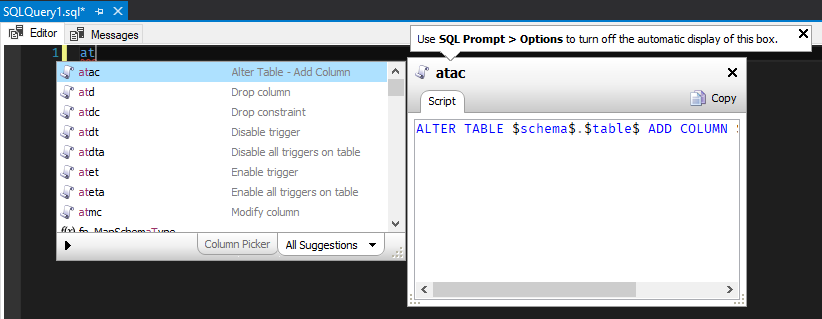 SQLQuery1.sql*
Editor
Messages
Use SQL Prompt > Options to turn off the automatic display of this box.
1 at
atac Alter Table - Add Column
atd Drop column
atdc Drop constraint
atdt Disable trigger
atdta Disable all triggers on table
atet Enable trigger
ateta Enable all triggers on table
atmc Modify column
f(x) fn_MapSchemaType
Column Picker
All Suggestions
atac
Script
Copy
ALTER TABLE $schema$.$table$ ADD COLUMN